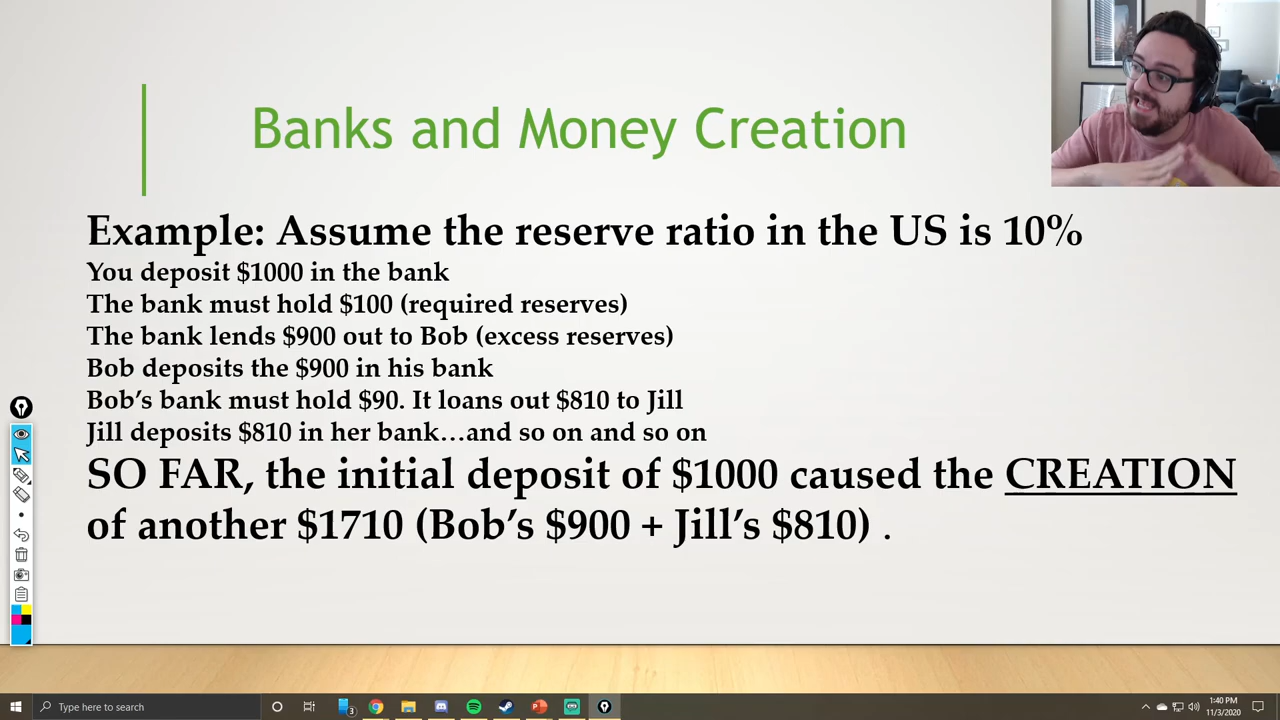 Banks and Money Creation
Example: Assume the reserve ratio in the US is 10%
You deposit $1000 in the bank
The bank must hold $100 (required reserves)
The bank lends $900 out to Bob (excess reserves)
Bob deposits the $900 in his bank
Bob’s bank must hold $90. It loans out $810 to Jill
Jill deposits $810 in her bank…and so on and so on
SO FAR, the initial deposit of $1000 caused the CREATION
of another $1710 (Bob’s $900 + Jill’s $810) .
Type here to search
3
1:40 PM
11/3/2020